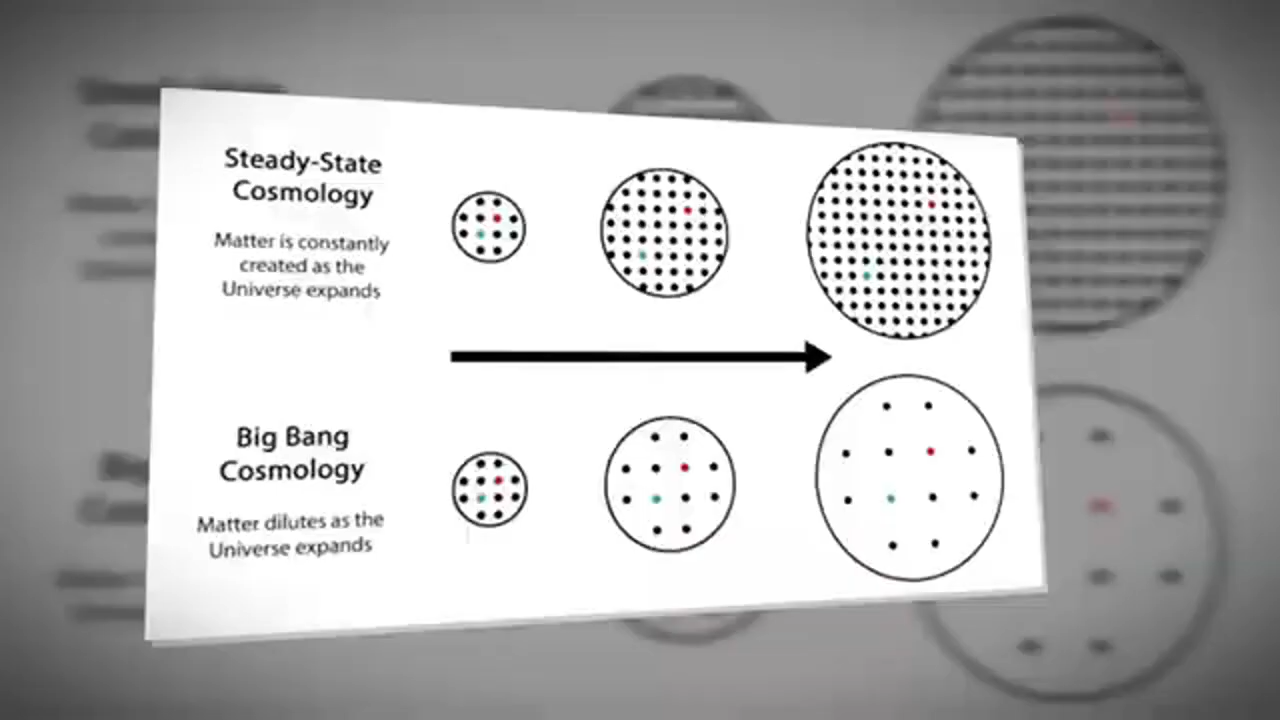 Steady-State
Cosmology
Matter is constantly
created as the
Universe expands
Big Bang
Cosmology
Matter dilutes as the
Universe expands